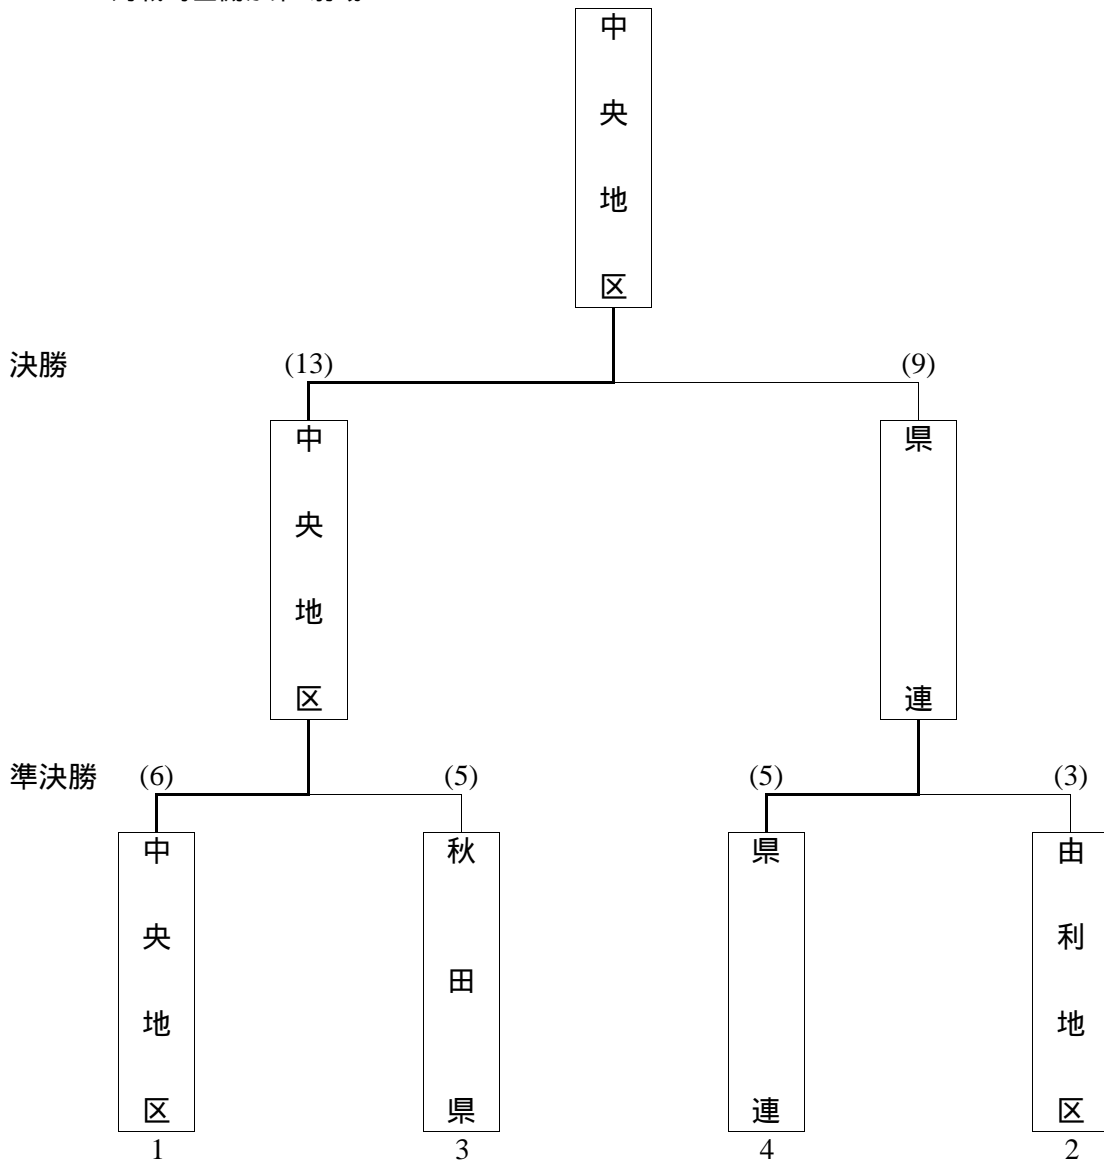 中央地区
決勝 (13) (9)
中央地区 県連
準決勝 (6) (5) (5) (3)
中央地区 秋田県 県連 由利地区
1 3 4 2